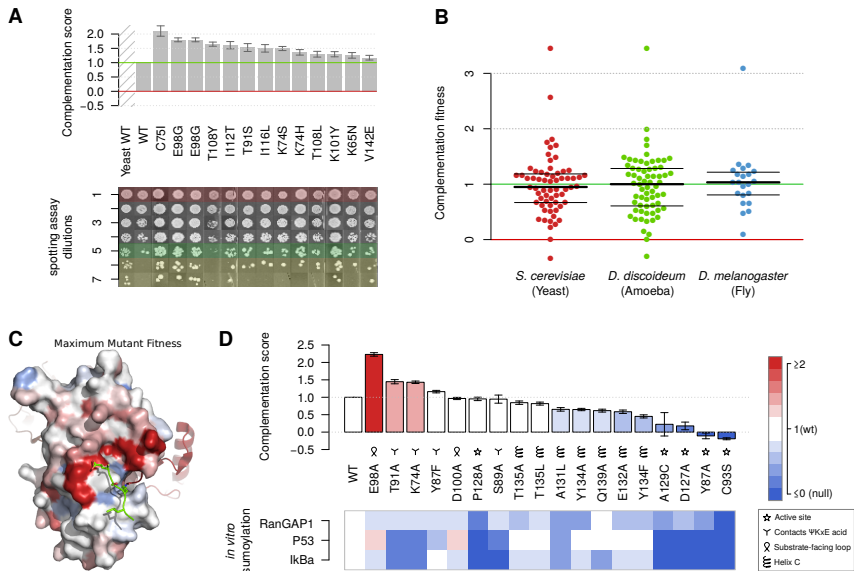 A
Complementation score
2.0
1.5
1.0
0.5
0.0
−0.5
Yeast WT
WT
C75I
E98G
E98G
T108Y
I112T
T91S
I116L
K74S
K74H
T108L
K101Y
K65N
V142E
spotting assay
dilutions
1
3
5
7
B
Complementation fitness
3
2
1
0
S. cerevisiae
(Yeast)
D. discoideum
(Amoeba)
D. melanogaster
(Fly)
C
Maximum Mutant Fitness
D
Complementation score
2.5
2.0
1.5
1.0
0.5
0.0
−0.5
WT
E98A
T91A
K74A
Y87F
D100A
P128A
S89A
T135A
T135L
A131L
Y134A
Q139A
E132A
Y134F
A129C
D127A
Y87A
C93S
in vitro
sumoylation
RanGAP1
P53
IkBa
≥2
1(wt)
≤0 (null)
Active site
Contacts ΨKxE acid
Substrate-facing loop
Helix C